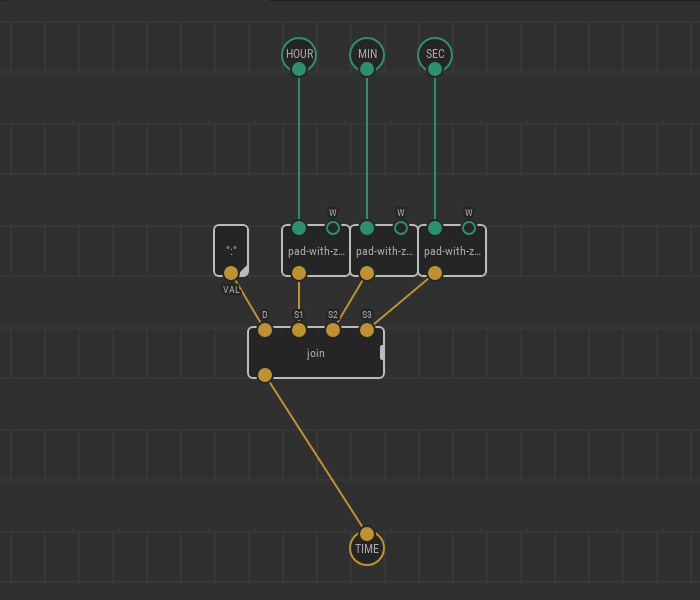 HOUR MIN SEC
W W W
":" pad-with-z... pad-with-z... pad-with-z...
VAL
D S1 S2 S3
join
TIME